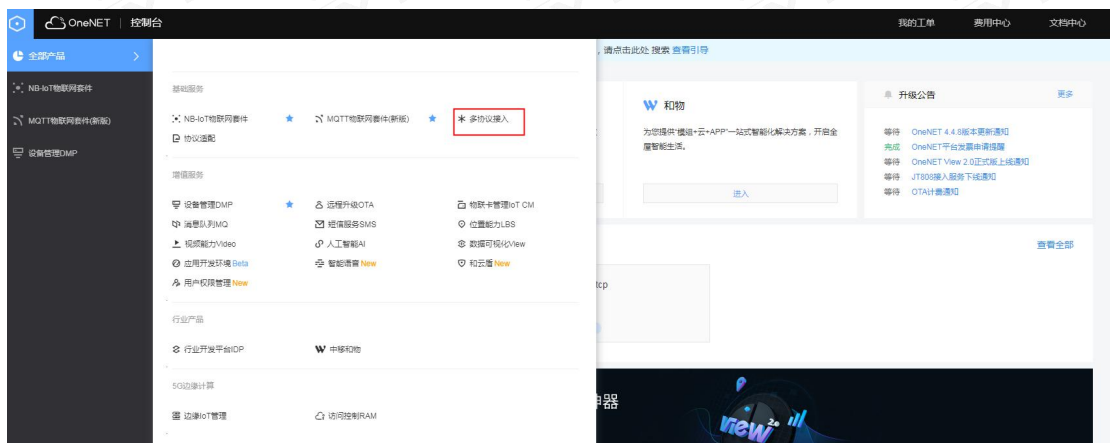 OneNET | 控制台 我的工单 费用中心 文档中心
全部产品
NB-IoT物联网套件
MQTT物联网套件(新版)
设备管理DMP
基础服务
NB-IoT物联网套件 MQTT物联网套件(新版) 多协议接入
协议适配
增值服务
设备管理DMP 远程升级OTA 物联卡管理IoT CM
消息队列MQ 短信服务SMS 位置能力LBS
视频能力Video 人工智能AI 数据可视化View
应用开发环境Beta 智能语音New 和云盾New
用户权限管理New
行业产品
行业开发平台IDP 中移和物
5G边缘计算
边缘IoT管理 访问控制RAM
，请点击此处 搜索 查看引导
和物
为您提供“模组+云+APP”一站式智能化解决方案，开启全
屋智能生活。
进入
升级公告 更多
等待 OneNET 4.4.8版本更新通知
完成 OneNET平台发票申请提醒
等待 OneNET View 2.0正式版上线通知
等待 JT808接入服务下线通知
等待 OTA计费通知
查看全部
tcp
神器
View 2.0